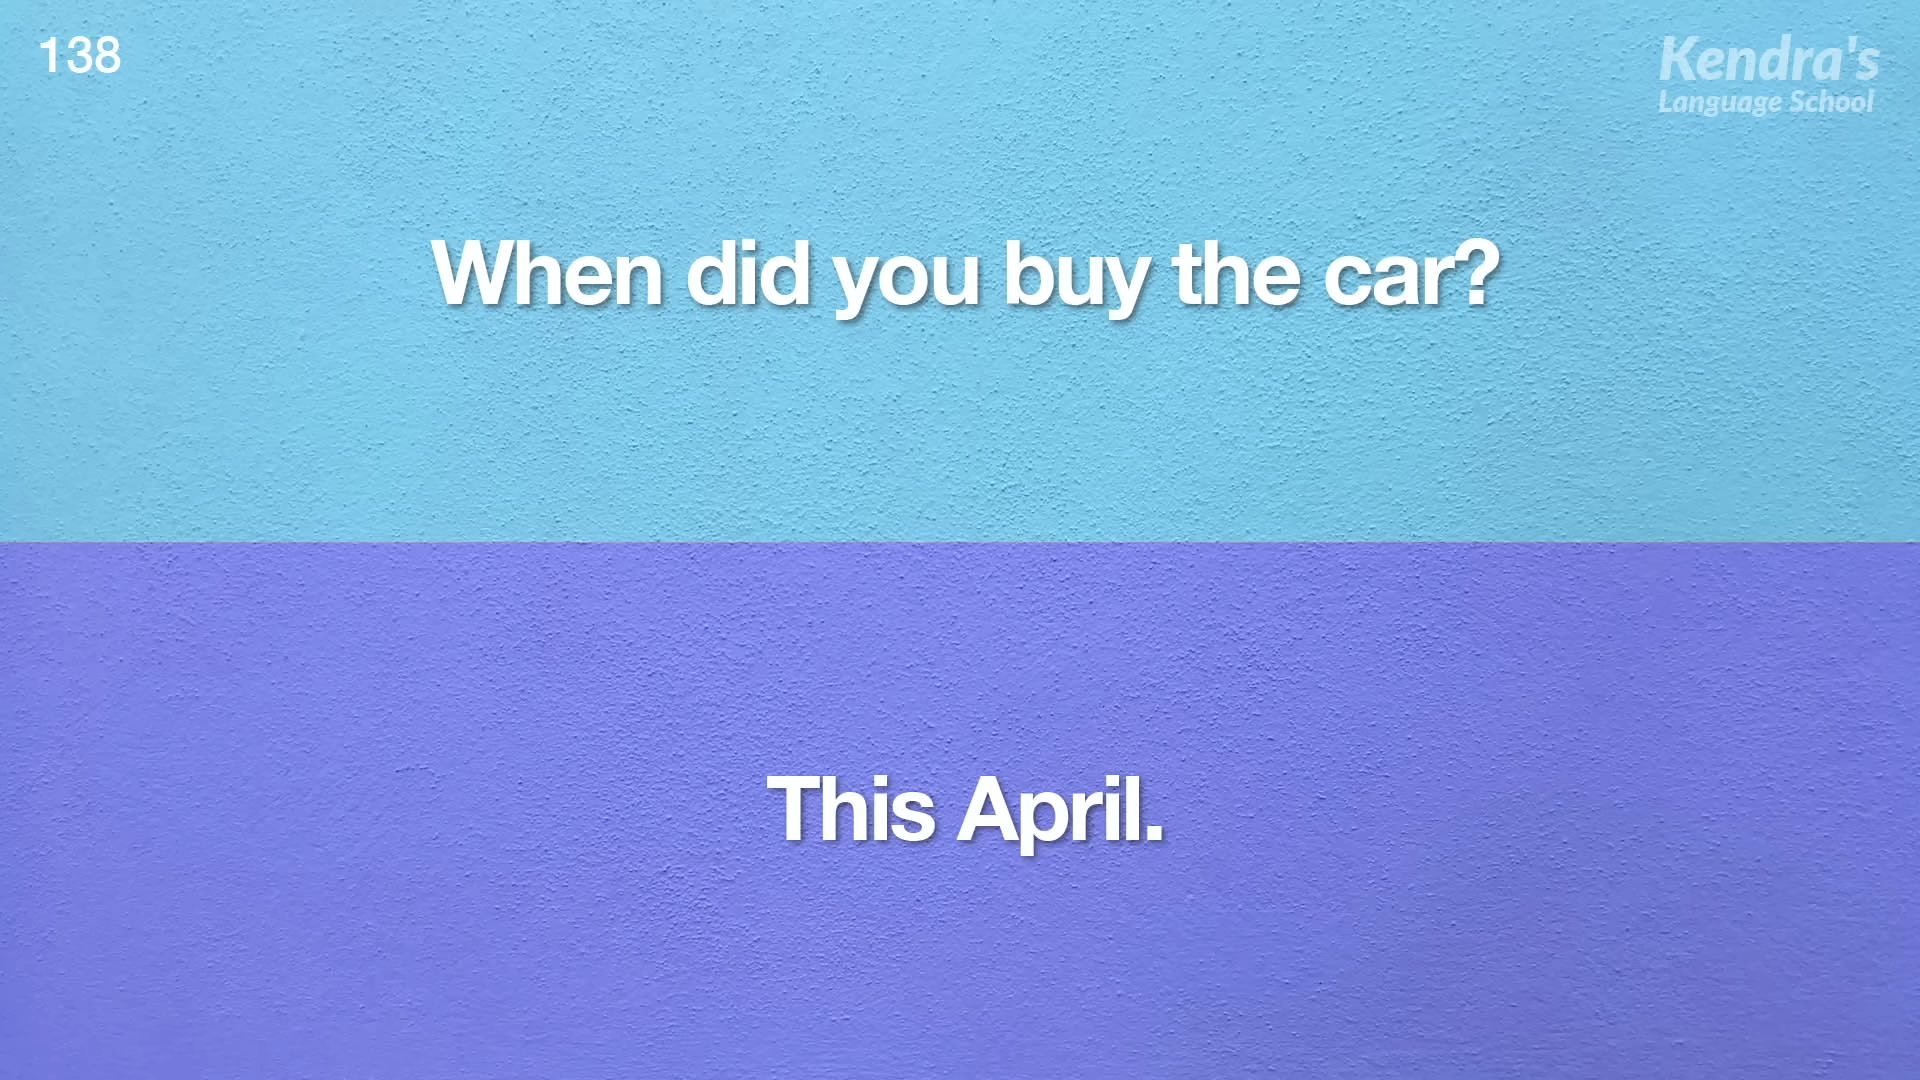 138
Kendra's
Language School
When did you buy the car?
This April.